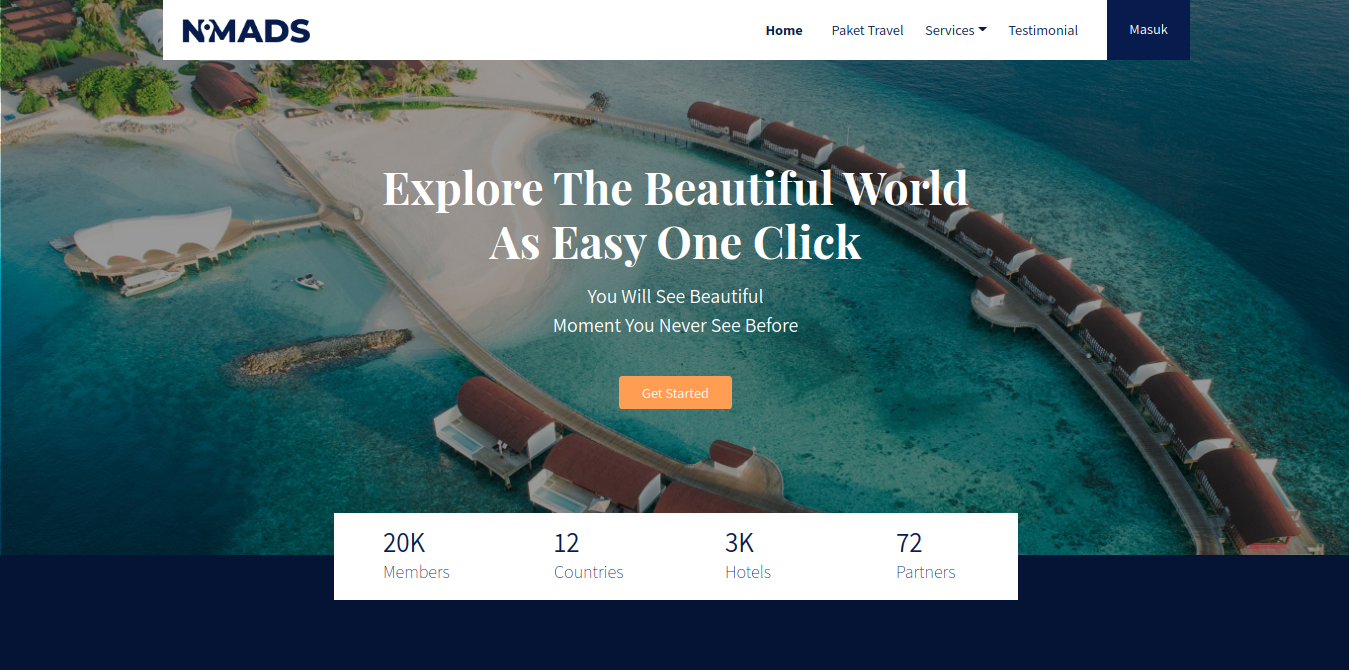 NOMADS
Home Paket Travel Services Testimonial Masuk
Explore The Beautiful World
As Easy One Click
You Will See Beautiful
Moment You Never See Before
Get Started
20K 12 3K 72
Members Countries Hotels Partners